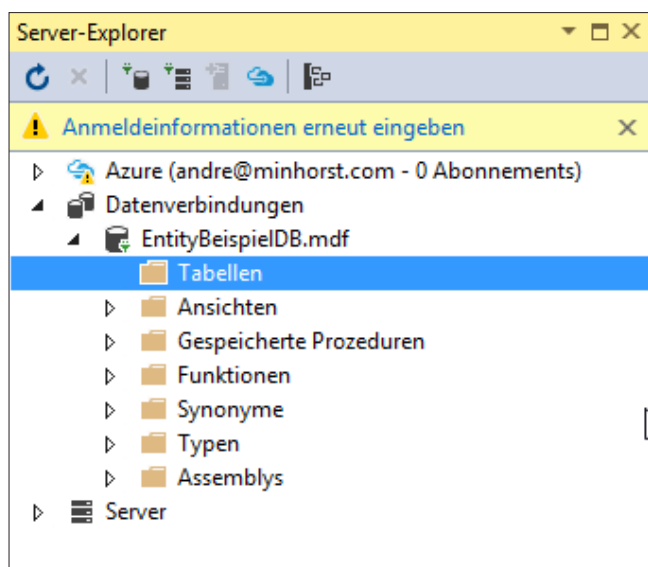 Server-Explorer
Anmeldeinformationen erneut eingeben
Azure (andre@minhorst.com - 0 Abonnements)
Datenverbindungen
EntityBeispielDB.mdf
Tabellen
Ansichten
Gespeicherte Prozeduren
Funktionen
Synonyme
Typen
Assemblys
Server